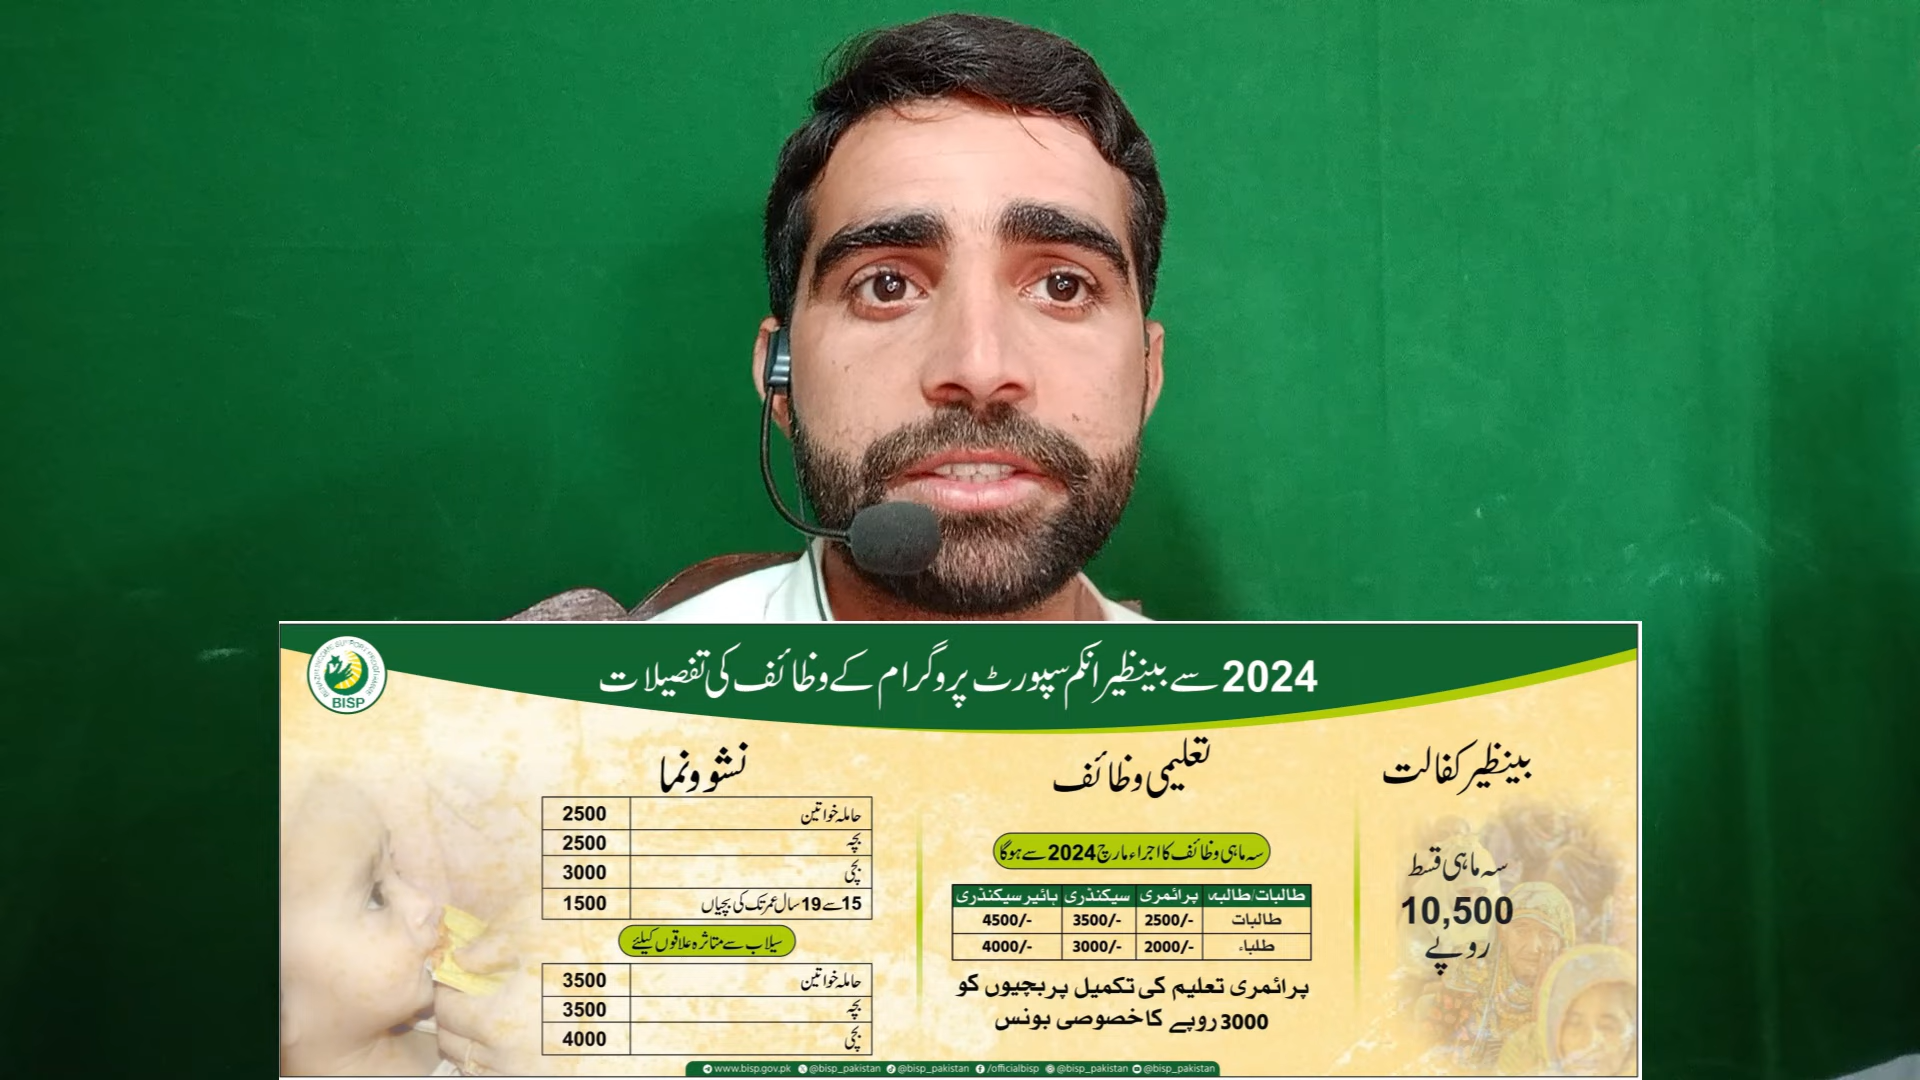 2024 سے بینظیر انکم سپورٹ پروگرام کے وظائف کی تفصیلات
BISP
بینظیر کفالت
سہ ماہی قسط
10,500
روپے
تعلیمی وظائف
سہ ماہی وظائف کا اجراء مارچ 2024 سے ہوگا
طالبات/طالبہ پرائمری سیکنڈری ہائیر سیکنڈری
طالبات 2500/- 3500/- 4500/-
طلباء 2000/- 3000/- 4000/-
پرائمری تعلیم کی تکمیل پر بچیوں کو
3000 روپے کا خصوصی بونس
نشوونما
حاملہ خواتین 2500
بچہ 2500
بچی 3000
15 سے 19 سال عمر تک کی بچیاں 1500
سیلاب سے متاثرہ علاقوں کیلئے
حاملہ خواتین 3500
بچہ 3500
بچی 4000
www.bisp.gov.pk @bisp_pakistan @bisp_pakistan /officialbisp @bisp_pakistan @bisp_pakistan